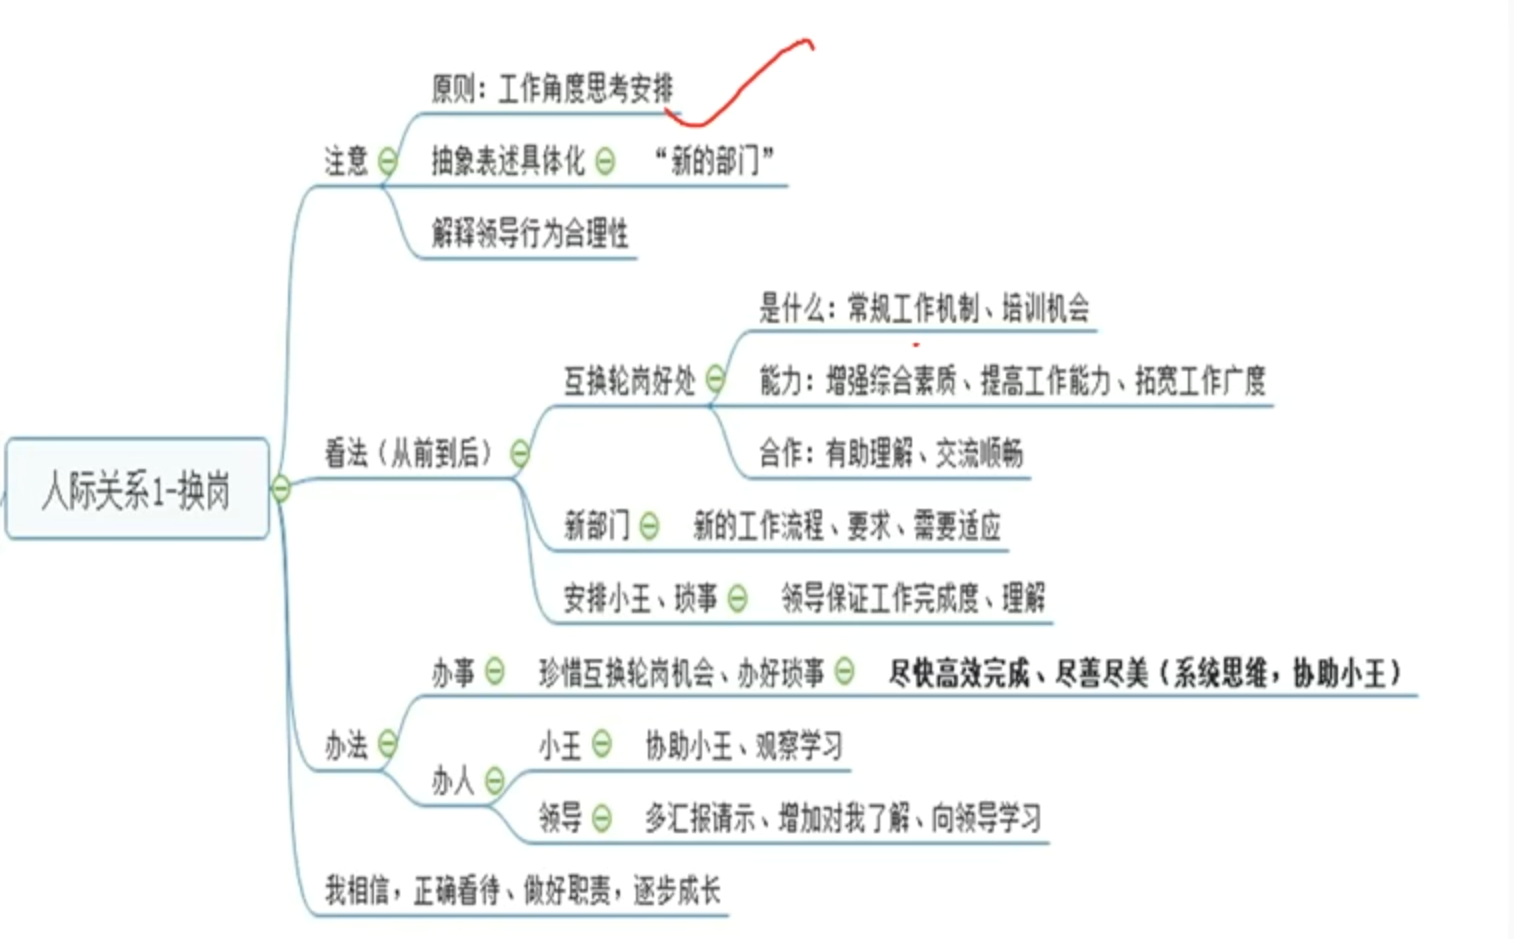 原则：工作角度思考安排
注意
抽象表述具体化
“新的部门”
解释领导行为合理性
是什么：常规工作机制、培训机会
互换轮岗好处
能力：增强综合素质、提高工作能力、拓宽工作广度
看法（从前到后）
合作：有助理解、交流顺畅
人际关系1-换岗
新部门
新的工作流程、要求、需要适应
安排小王、琐事
领导保证工作完成度、理解
办事
珍惜互换轮岗机会、办好琐事
尽快高效完成、尽善尽美（系统思维，协助小王）
办法
小王
协助小王、观察学习
办人
领导
多汇报请示、增加对我了解、向领导学习
我相信，正确看待、做好职责，逐步成长